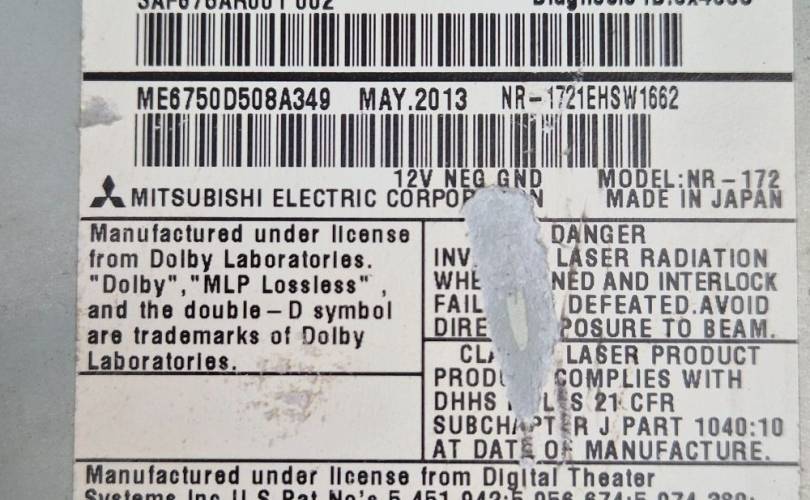 ME6750D508A349 MAY.2013 NR-1721EHSW1662
12V NEG GND MODEL:NR-172
MITSUBISHI ELECTRIC MADE IN JAPAN
Manufactured under license
from Dolby Laboratories.
"Dolby","MLP Lossless" ,
and the double-D symbol
are trademarks of Dolby
Laboratories.
DANGER
LASER RADIATION
AND INTERLOCK
DEFEATED.AVOID
TO BEAM.
LASER PRODUCT
COMPLIES WITH
DHHS 21 CFR
SUBCHAPTER J PART 1040:10
AT DATE OF MANUFACTURE.
Manufactured under license from Digital Theater